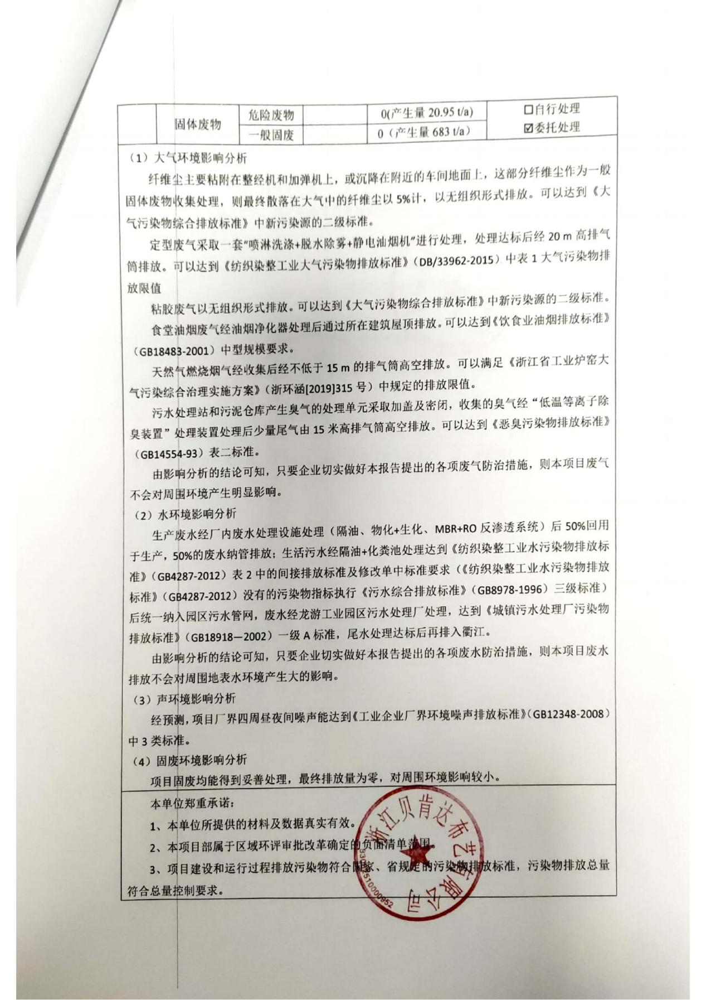 固体废物 危险废物 0(产生量 20.95 t/a) □自行处理
一般固废 0（产生量 683 t/a） ☑委托处理
（1）大气环境影响分析
纤维尘主要粘附在整经机和加弹机上，或沉降在附近的车间地面上，这部分纤维尘作为一般
固体废物收集处理，则最终散落在大气中的纤维尘以 5%计，以无组织形式排放。可以达到《大
气污染物综合排放标准》中新污染源的二级标准。
定型废气采取一套“喷淋洗涤+脱水除雾+静电油烟机”进行处理，处理达标后经 20 m 高排气
筒排放。可以达到《纺织染整工业大气污染物排放标准》（DB/33962-2015）中表 1 大气污染物排
放限值
粘胶废气以无组织形式排放。可以达到《大气污染物综合排放标准》中新污染源的二级标准。
食堂油烟废气经油烟净化器处理后通过所在建筑屋顶排放。可以达到《饮食业油烟排放标准》
（GB18483-2001）中型规模要求。
天然气燃烧烟气经收集后经不低于 15 m 的排气筒高空排放。可以满足《浙江省工业炉窑大
气污染综合治理实施方案》（浙环涵[2019]315 号）中规定的排放限值。
污水处理站和污泥仓库产生臭气的处理单元采取加盖及密闭，收集的臭气经“低温等离子除
臭装置”处理装置处理后少量尾气由 15 米高排气筒高空排放。可以达到《恶臭污染物排放标准》
（GB14554-93）表二标准。
由影响分析的结论可知，只要企业切实做好本报告提出的各项废气防治措施，则本项目废气
不会对周围环境产生明显影响。
（2）水环境影响分析
生产废水经厂内废水处理设施处理（隔油、物化+生化、MBR+RO 反渗透系统）后 50%回用
于生产，50%的废水纳管排放；生活污水经隔油+化粪池处理达到《纺织染整工业水污染物排放标
准》（GB4287-2012）表 2 中的间接排放标准及修改单中标准要求（《纺织染整工业水污染物排放
标准》（GB4287-2012）没有的污染物指标执行《污水综合排放标准》（GB8978-1996）三级标准）
后统一纳入园区污水管网，废水经龙游工业园区污水处理厂处理，达到《城镇污水处理厂污染物
排放标准》（GB18918—2002）一级 A 标准，尾水处理达标后再排入衢江。
由影响分析的结论可知，只要企业切实做好本报告提出的各项废水防治措施，则本项目废水
排放不会对周围地表水环境产生大的影响。
（3）声环境影响分析
经预测，项目厂界四周昼夜间噪声能达到《工业企业厂界环境噪声排放标准》（GB12348-2008）
中 3 类标准。
（4）固废环境影响分析
项目固废均能得到妥善处理，最终排放量为零，对周围环境影响较小。
本单位郑重承诺：
1、本单位所提供的材料及数据真实有效。
2、本项目部属于区域环评审批改革确定的负面清单范围。
3、项目建设和运行过程排放污染物符合国家、省规定的污染物排放标准，污染物排放总量
符合总量控制要求。
浙江贝肯达布艺有限公司